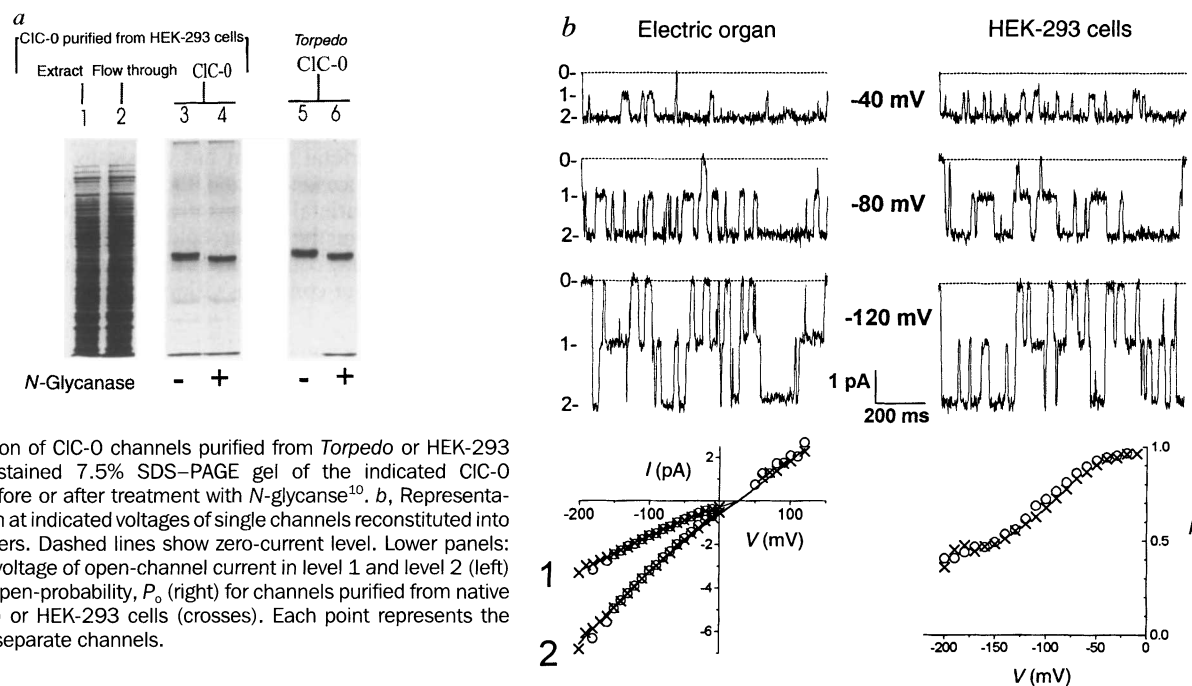 a
ClC-0 purified from HEK-293 cells
Extract Flow through ClC-0
Torpedo
ClC-0
1 2 3 4 5 6
N-Glycanase - + - +
b
Electric organ HEK-293 cells
0-
1-
2-
-40 mV
0-
1-
2-
-80 mV
0-
1-
2-
-120 mV
1 pA
200 ms
ion of ClC-0 channels purified from Torpedo or HEK-293
stained 7.5% SDS–PAGE gel of the indicated ClC-0
fore or after treatment with N-glycanse10. b, Representa-
n at indicated voltages of single channels reconstituted into
ers. Dashed lines show zero-current level. Lower panels:
voltage of open-channel current in level 1 and level 2 (left)
pen-probability, Po (right) for channels purified from native
) or HEK-293 cells (crosses). Each point represents the
separate channels.
I (pA)
2
-200 -100 100
V (mV)
-2
-4
-6
1
2
1.0
0.5
0.0
-200 -150 -100 -50 0
V (mV)